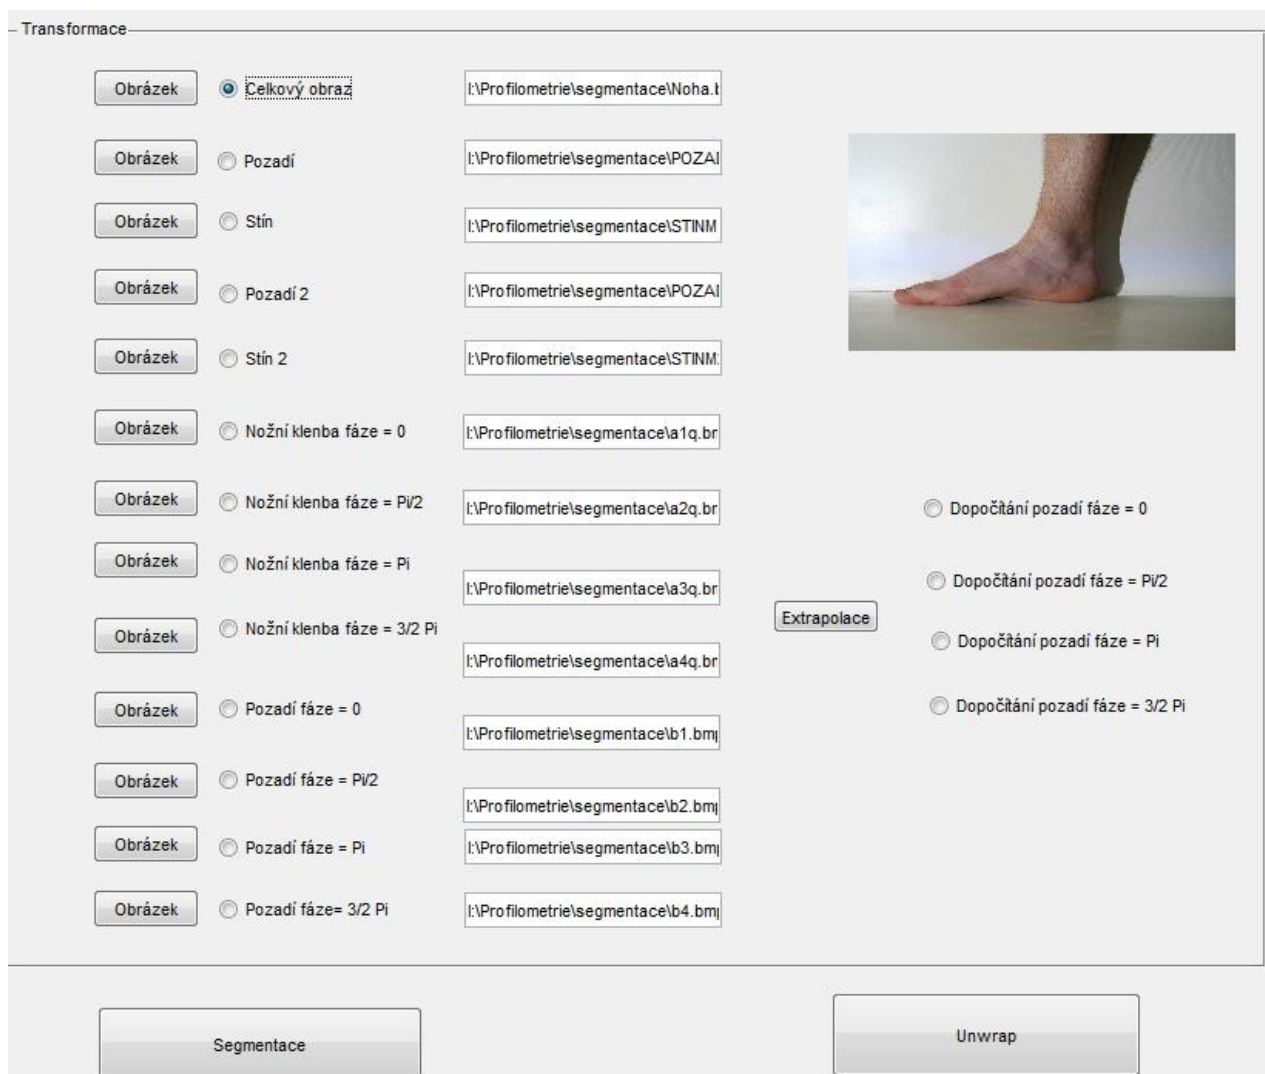 Transformace
Obrázek Celkový obraz I:\Profilometrie\segmentace\Noha.b
Obrázek Pozadí I:\Profilometrie\segmentace\POZAD
Obrázek Stín I:\Profilometrie\segmentace\STINM
Obrázek Pozadí 2 I:\Profilometrie\segmentace\POZAD
Obrázek Stín 2 I:\Profilometrie\segmentace\STINM
Obrázek Nožní klenba fáze = 0 I:\Profilometrie\segmentace\a1q.bm
Obrázek Nožní klenba fáze = Pi/2 I:\Profilometrie\segmentace\a2q.bm
Obrázek Nožní klenba fáze = Pi I:\Profilometrie\segmentace\a3q.bm
Obrázek Nožní klenba fáze = 3/2 Pi I:\Profilometrie\segmentace\a4q.bm
Obrázek Pozadí fáze = 0 I:\Profilometrie\segmentace\b1.bmp
Obrázek Pozadí fáze = Pi/2 I:\Profilometrie\segmentace\b2.bmp
Obrázek Pozadí fáze = Pi I:\Profilometrie\segmentace\b3.bmp
Obrázek Pozadí fáze= 3/2 Pi I:\Profilometrie\segmentace\b4.bmp
Extrapolace
Dopočítání pozadí fáze = 0
Dopočítání pozadí fáze = Pi/2
Dopočítání pozadí fáze = Pi
Dopočítání pozadí fáze = 3/2 Pi
Segmentace
Unwrap